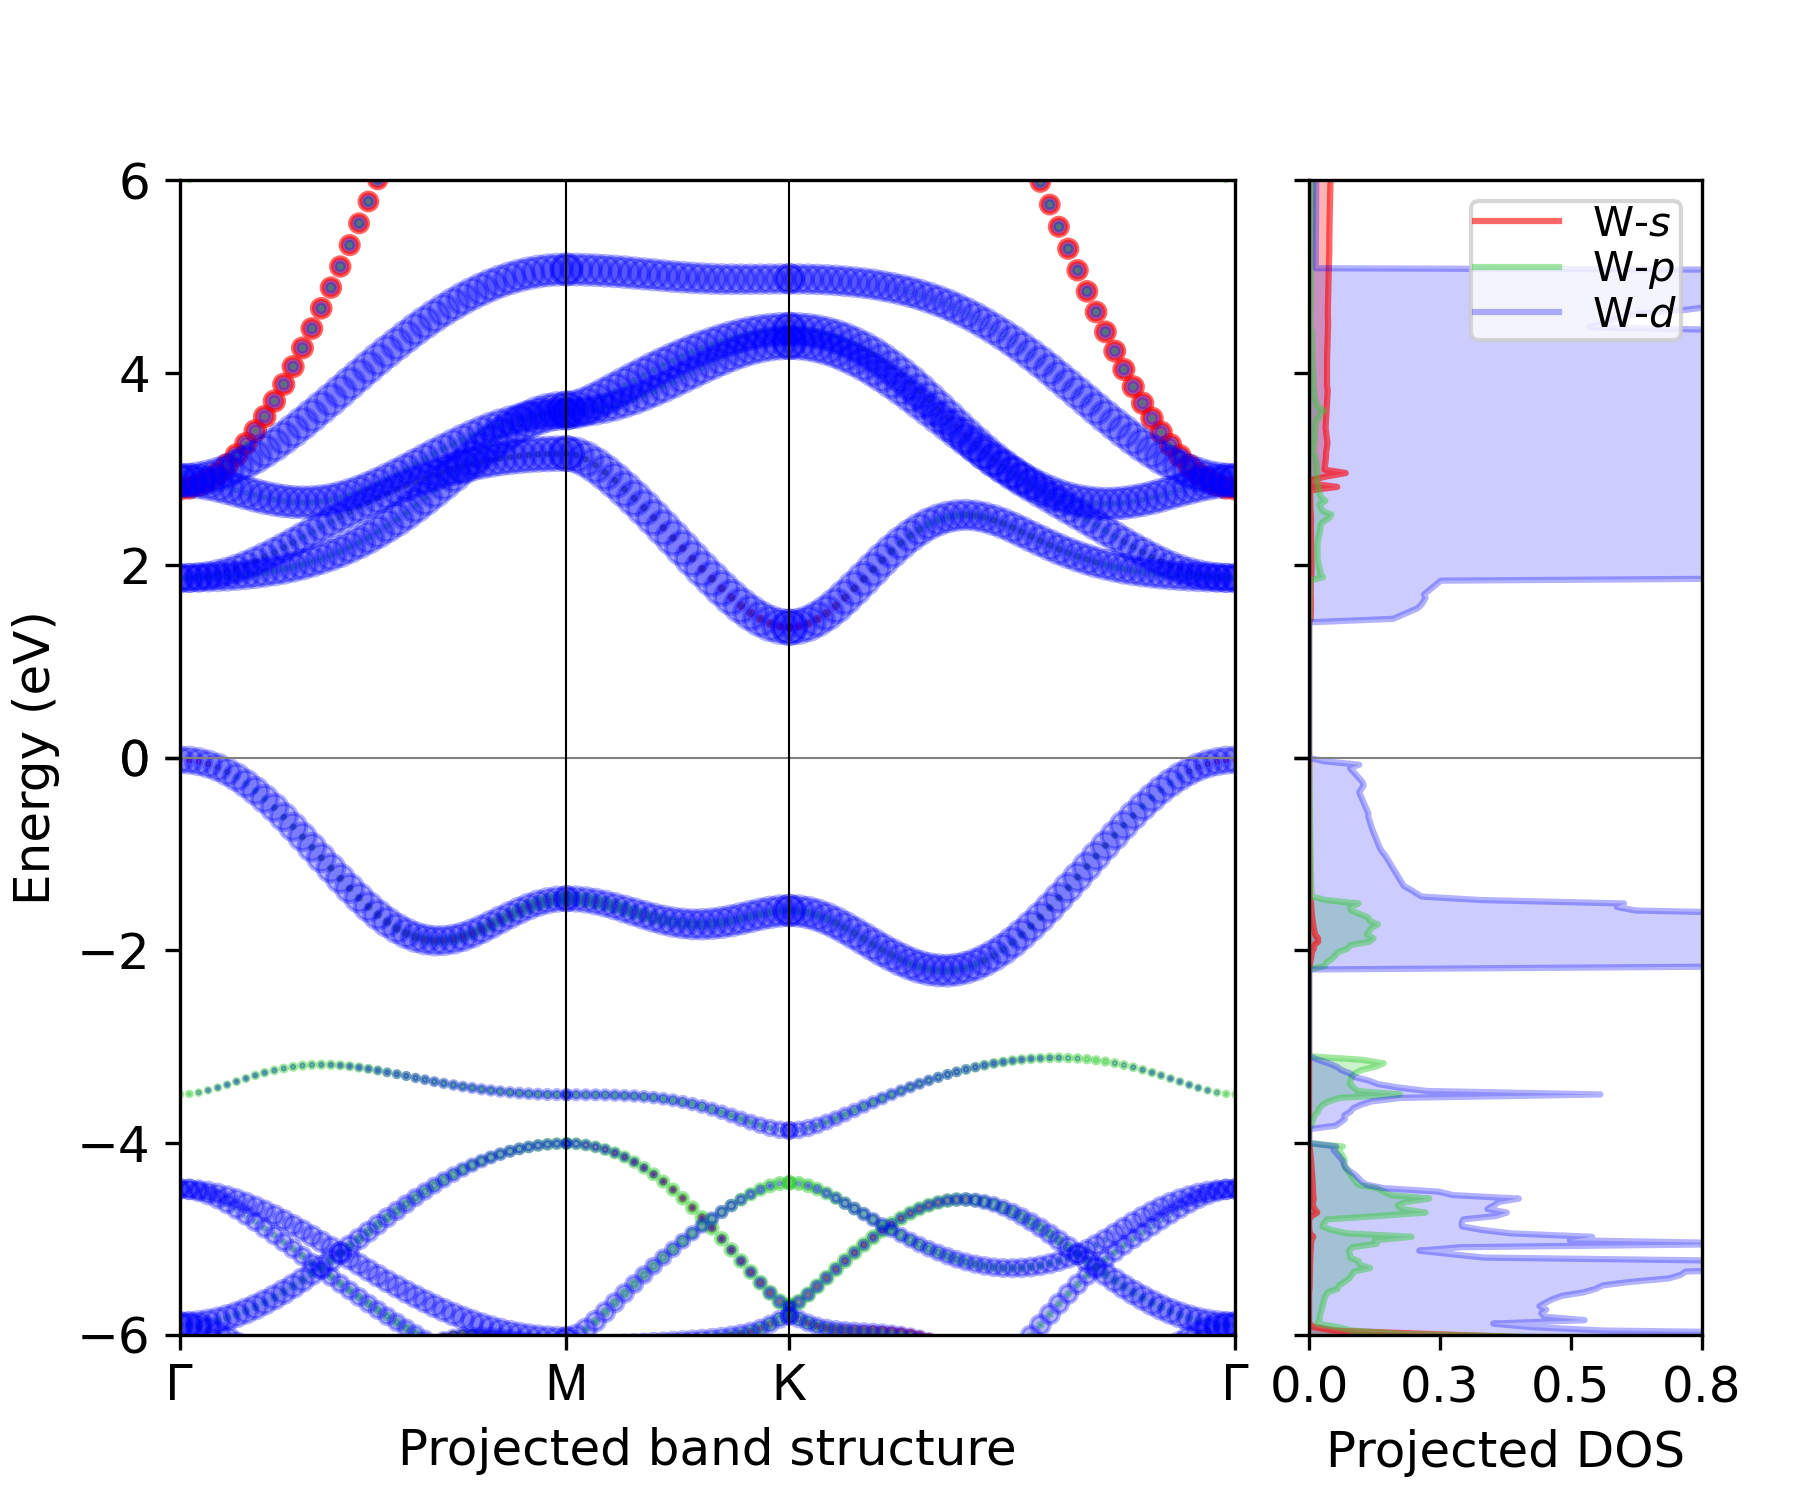 6
4
2
0
−2
−4
−6
Energy (eV)
Γ
M
K
Γ
Projected band structure
W-s
W-p
W-d
0.0
0.3
0.5
0.8
Projected DOS